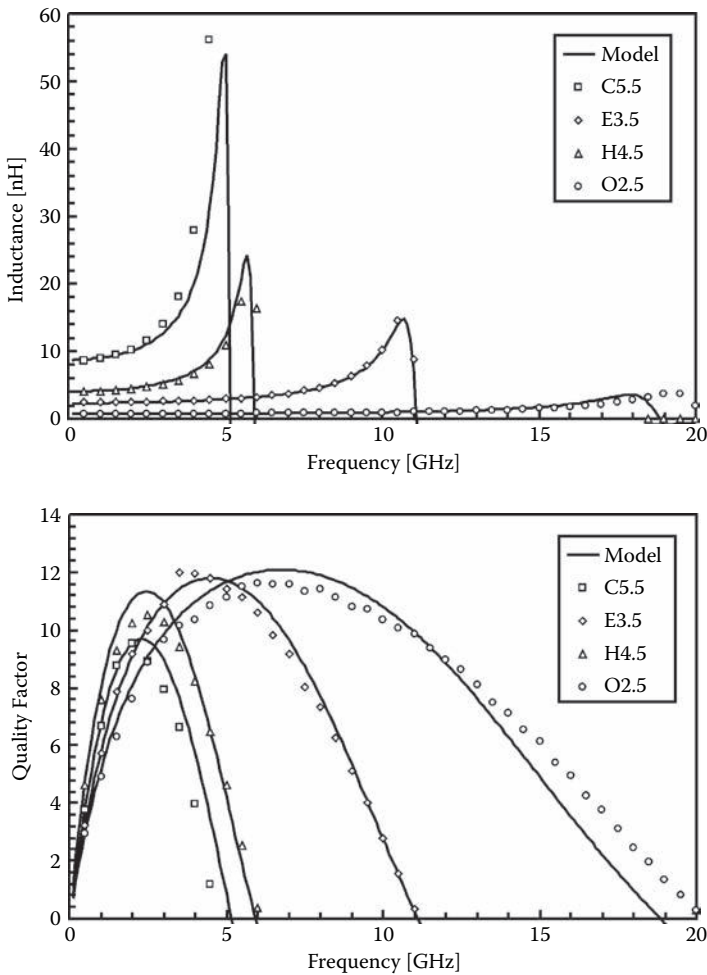 60
50
40
30
20
10
0
Inductance [nH]
0 5 10 15 20
Frequency [GHz]
Model
C5.5
E3.5
H4.5
O2.5
14
12
10
8
6
4
2
0
Quality Factor
0 5 10 15 20
Frequency [GHz]
Model
C5.5
E3.5
H4.5
O2.5